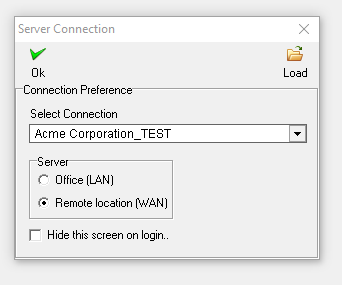 Server Connection
Ok
Load
Connection Preference
Select Connection
Acme Corporation_TEST
Server
Office (LAN)
Remote location (WAN)
Hide this screen on login..